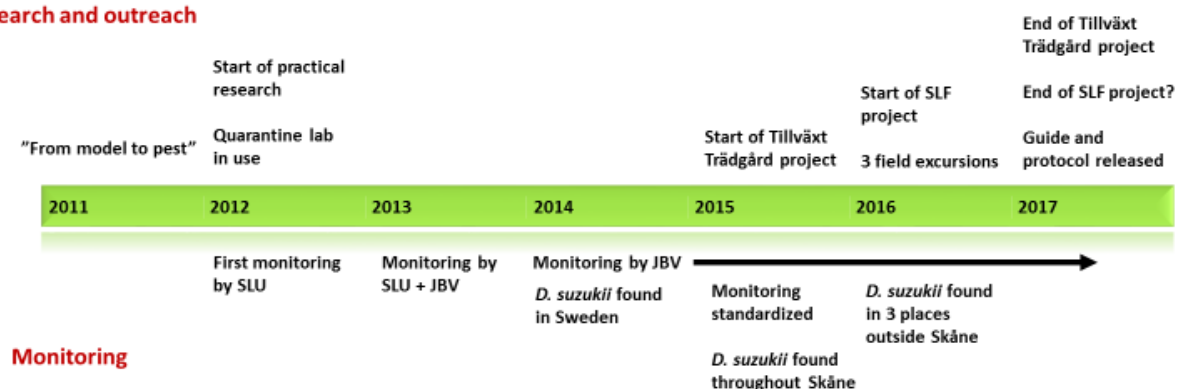 earch and outreach
"From model to pest"
Start of practical
research
Quarantine lab
in use
Start of Tillväxt
Trädgård project
Start of SLF
project
3 field excursions
End of Tillväxt
Trädgård project
End of SLF project?
Guide and
protocol released
2011 2012 2013 2014 2015 2016 2017
First monitoring
by SLU
Monitoring by
SLU + JBV
Monitoring by JBV
D. suzukii found
in Sweden
Monitoring
standardized
D. suzukii found
throughout Skåne
D. suzukii found
in 3 places
outside Skåne
Monitoring